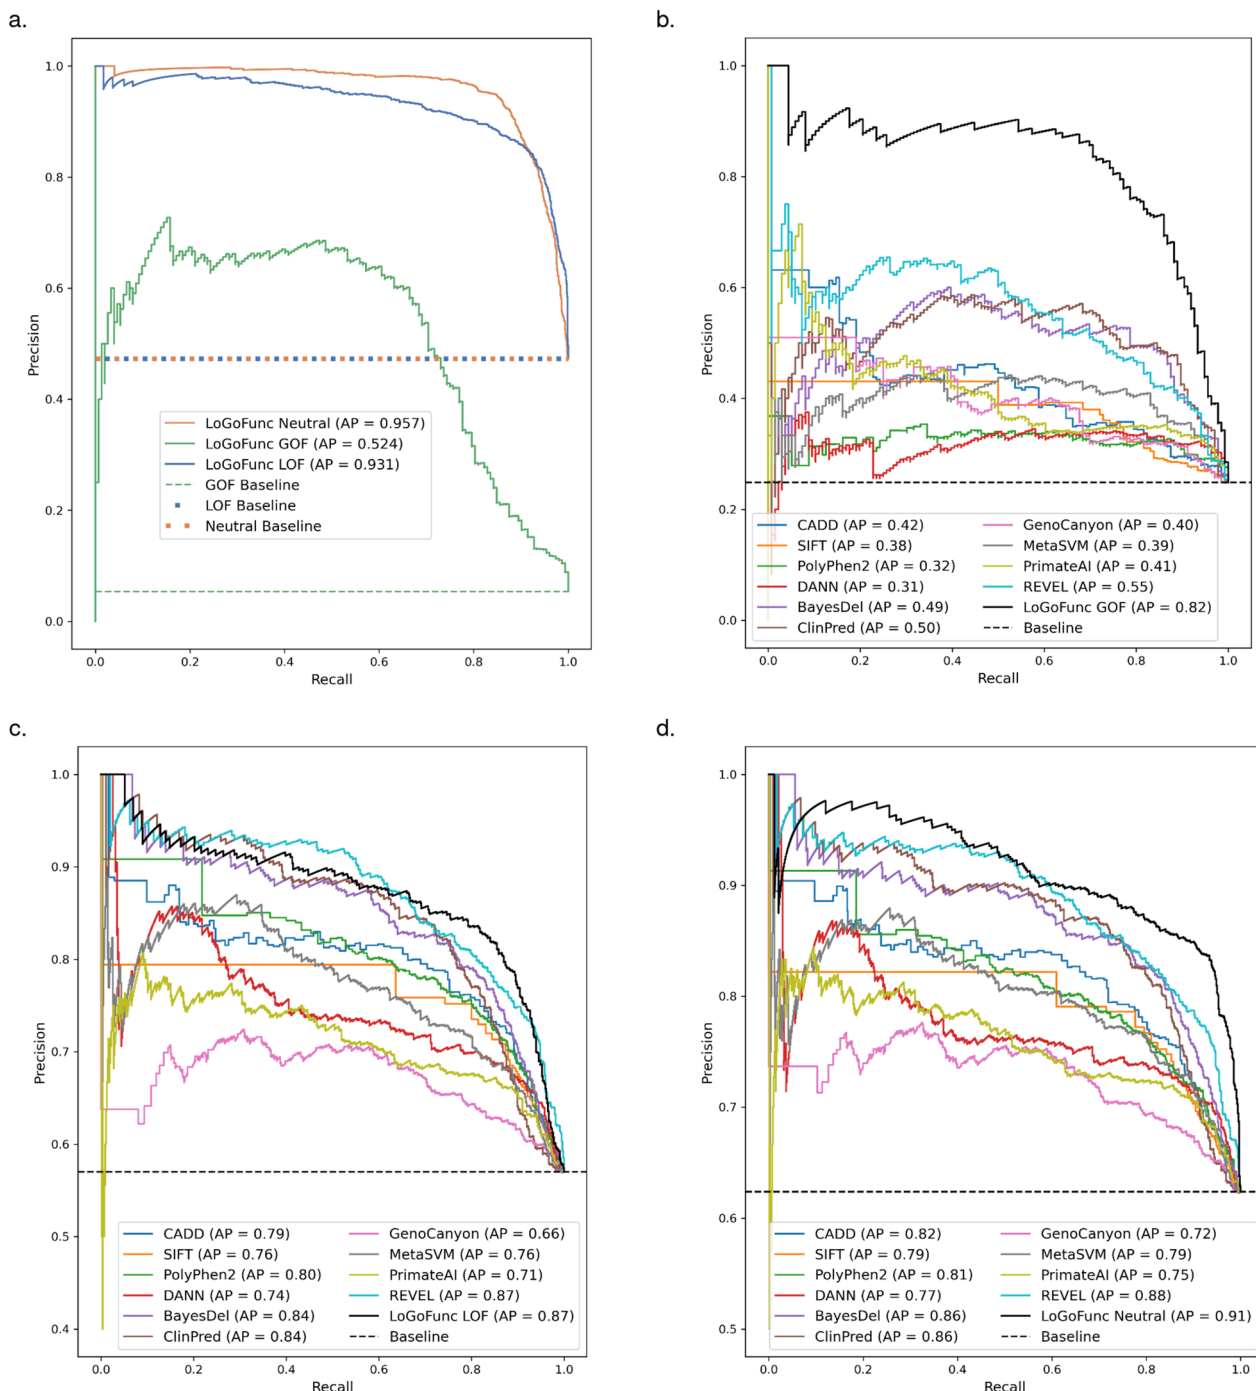 a.
1.0
0.8
0.6
0.4
0.2
0.0
Precision
LoGoFunc Neutral (AP = 0.957)
LoGoFunc GOF (AP = 0.524)
LoGoFunc LOF (AP = 0.931)
GOF Baseline
LOF Baseline
Neutral Baseline
0.0 0.2 0.4 0.6 0.8 1.0
Recall
b.
1.0
0.8
0.6
0.4
0.2
0.0
Precision
CADD (AP = 0.42)
SIFT (AP = 0.38)
PolyPhen2 (AP = 0.32)
DANN (AP = 0.31)
BayesDel (AP = 0.49)
ClinPred (AP = 0.50)
GenoCanyon (AP = 0.40)
MetaSVM (AP = 0.39)
PrimateAI (AP = 0.41)
REVEL (AP = 0.55)
LoGoFunc GOF (AP = 0.82)
Baseline
0.0 0.2 0.4 0.6 0.8 1.0
Recall
c.
1.0
0.9
0.8
0.7
0.6
0.5
0.4
Precision
CADD (AP = 0.79)
SIFT (AP = 0.76)
PolyPhen2 (AP = 0.80)
DANN (AP = 0.74)
BayesDel (AP = 0.84)
ClinPred (AP = 0.84)
GenoCanyon (AP = 0.66)
MetaSVM (AP = 0.76)
PrimateAI (AP = 0.71)
REVEL (AP = 0.87)
LoGoFunc LOF (AP = 0.87)
Baseline
0.0 0.2 0.4 0.6 0.8 1.0
Recall
d.
1.0
0.9
0.8
0.7
0.6
0.5
Precision
CADD (AP = 0.82)
SIFT (AP = 0.79)
PolyPhen2 (AP = 0.81)
DANN (AP = 0.77)
BayesDel (AP = 0.86)
ClinPred (AP = 0.86)
GenoCanyon (AP = 0.72)
MetaSVM (AP = 0.79)
PrimateAI (AP = 0.75)
REVEL (AP = 0.88)
LoGoFunc Neutral (AP = 0.91)
Baseline
0.0 0.2 0.4 0.6 0.8 1.0
Recall